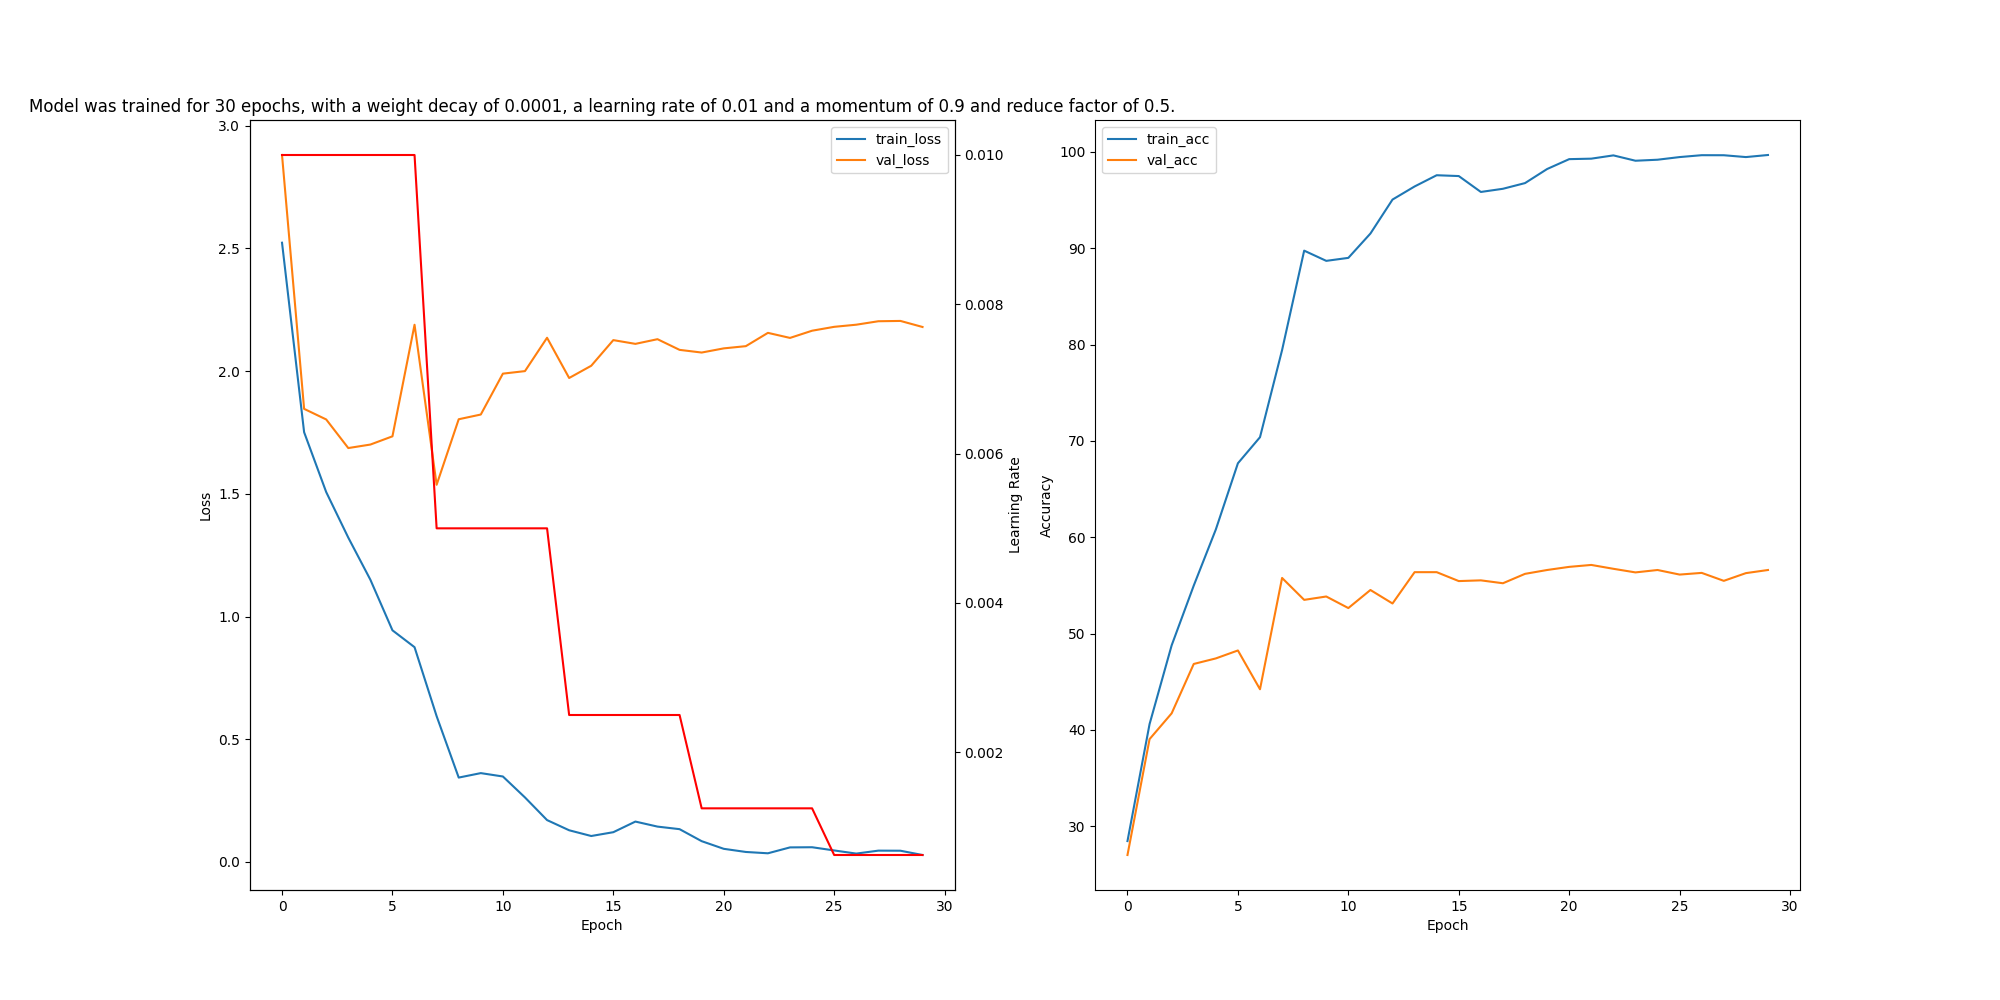 Model was trained for 30 epochs, with a weight decay of 0.0001, a learning rate of 0.01 and a momentum of 0.9 and reduce factor of 0.5.
train_loss
val_loss
3.0
2.5
2.0
1.5
1.0
0.5
0.0
Loss
0.010
0.008
0.006
0.004
0.002
Learning Rate
0 5 10 15 20 25 30
Epoch
train_acc
val_acc
100
90
80
70
60
50
40
30
Accuracy
0 5 10 15 20 25 30
Epoch